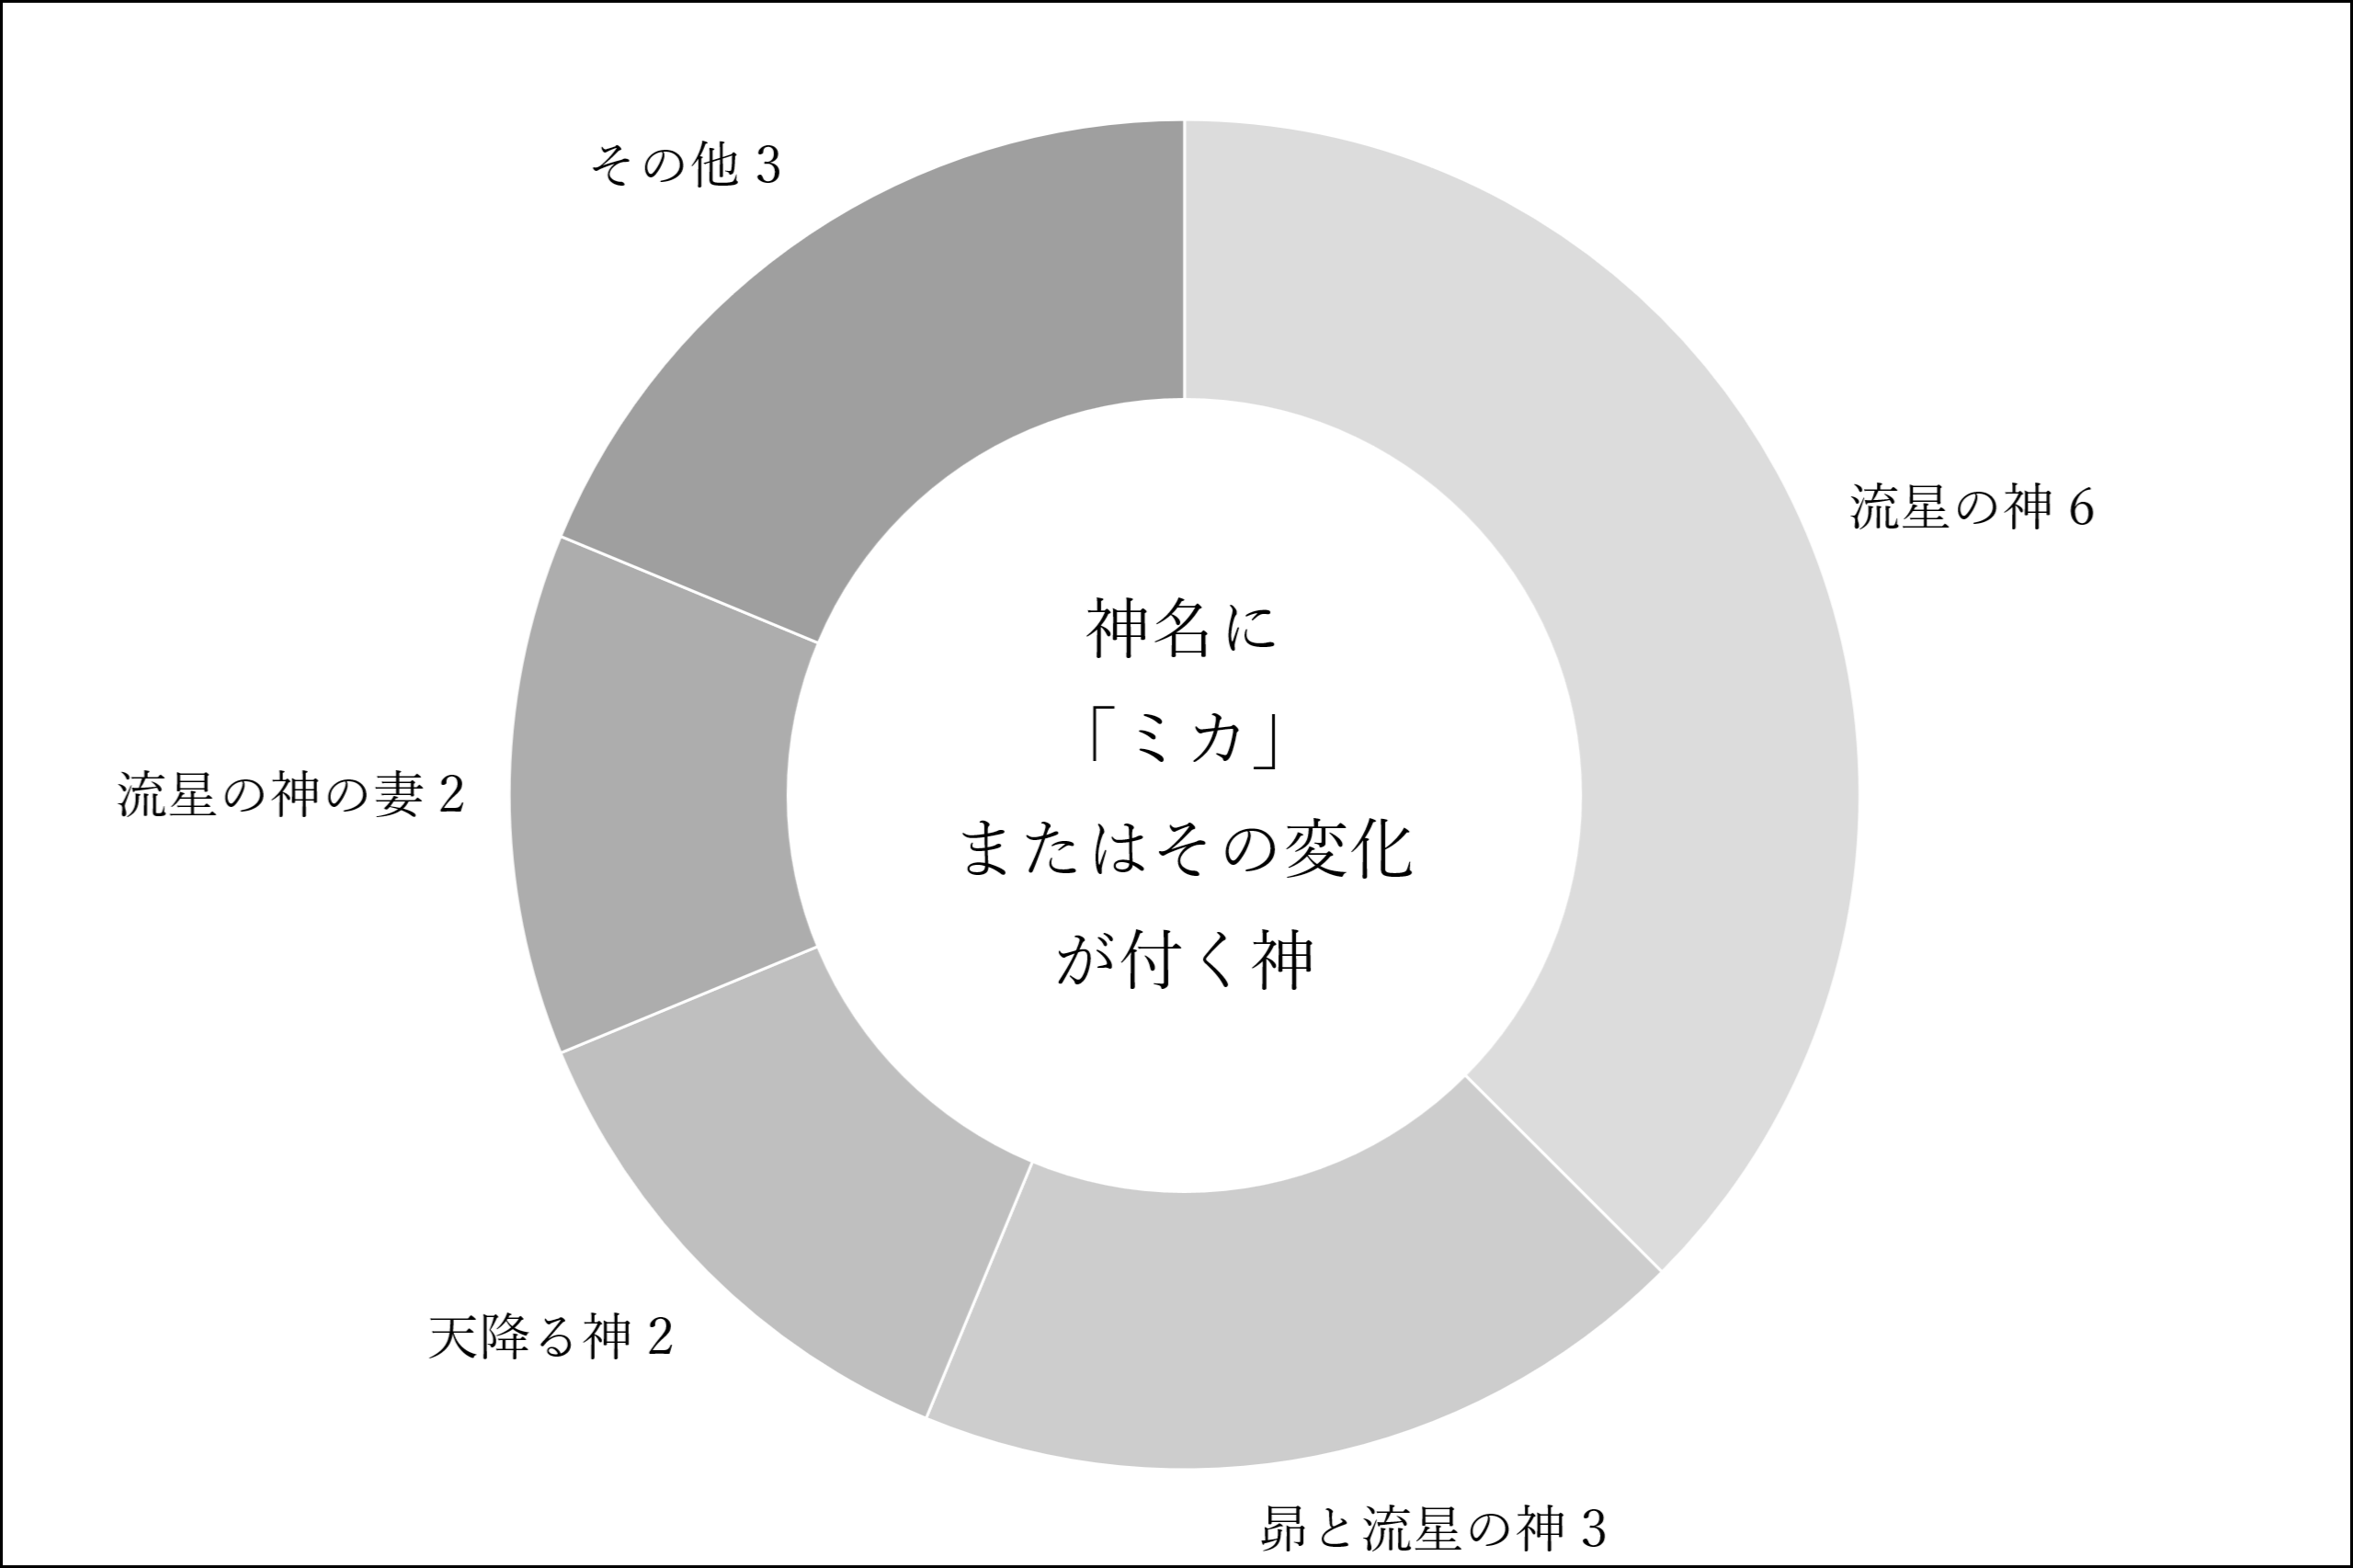 神名に
「ミカ」
またはその変化
が付く神
流星の神 6
昴と流星の神 3
天降る神 2
流星の神の妻 2
その他 3